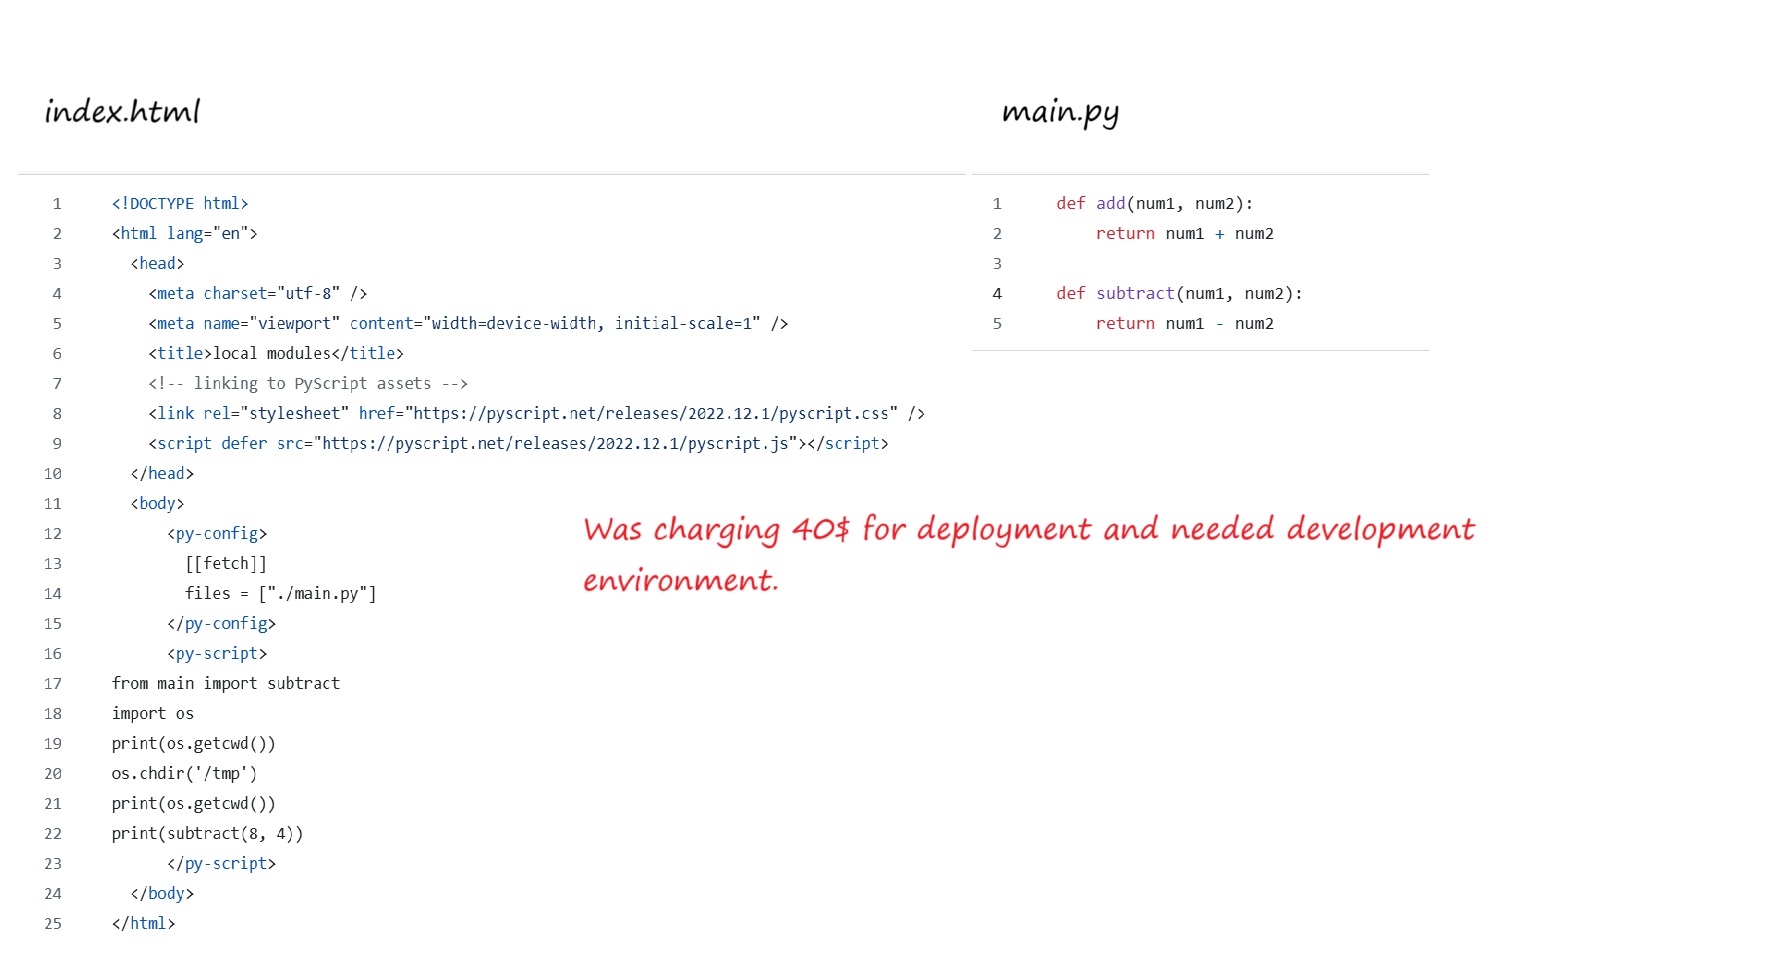 index.html
1 <!DOCTYPE html>
2 <html lang="en">
3 <head>
4 <meta charset="utf-8" />
5 <meta name="viewport" content="width=device-width, initial-scale=1" />
6 <title>local modules</title>
7 <!-- linking to PyScript assets -->
8 <link rel="stylesheet" href="https://pyscript.net/releases/2022.12.1/pyscript.css" />
9 <script defer src="https://pyscript.net/releases/2022.12.1/pyscript.js"></script>
10 </head>
11 <body>
12 <py-config>
13 [[fetch]]
14 files = ["./main.py"]
15 </py-config>
16 <py-script>
17 from main import subtract
18 import os
19 print(os.getcwd())
20 os.chdir('/tmp')
21 print(os.getcwd())
22 print(subtract(8, 4))
23 </py-script>
24 </body>
25 </html>
main.py
1 def add(num1, num2):
2 return num1 + num2
3
4 def subtract(num1, num2):
5 return num1 - num2
Was charging 40$ for deployment and needed development
environment.